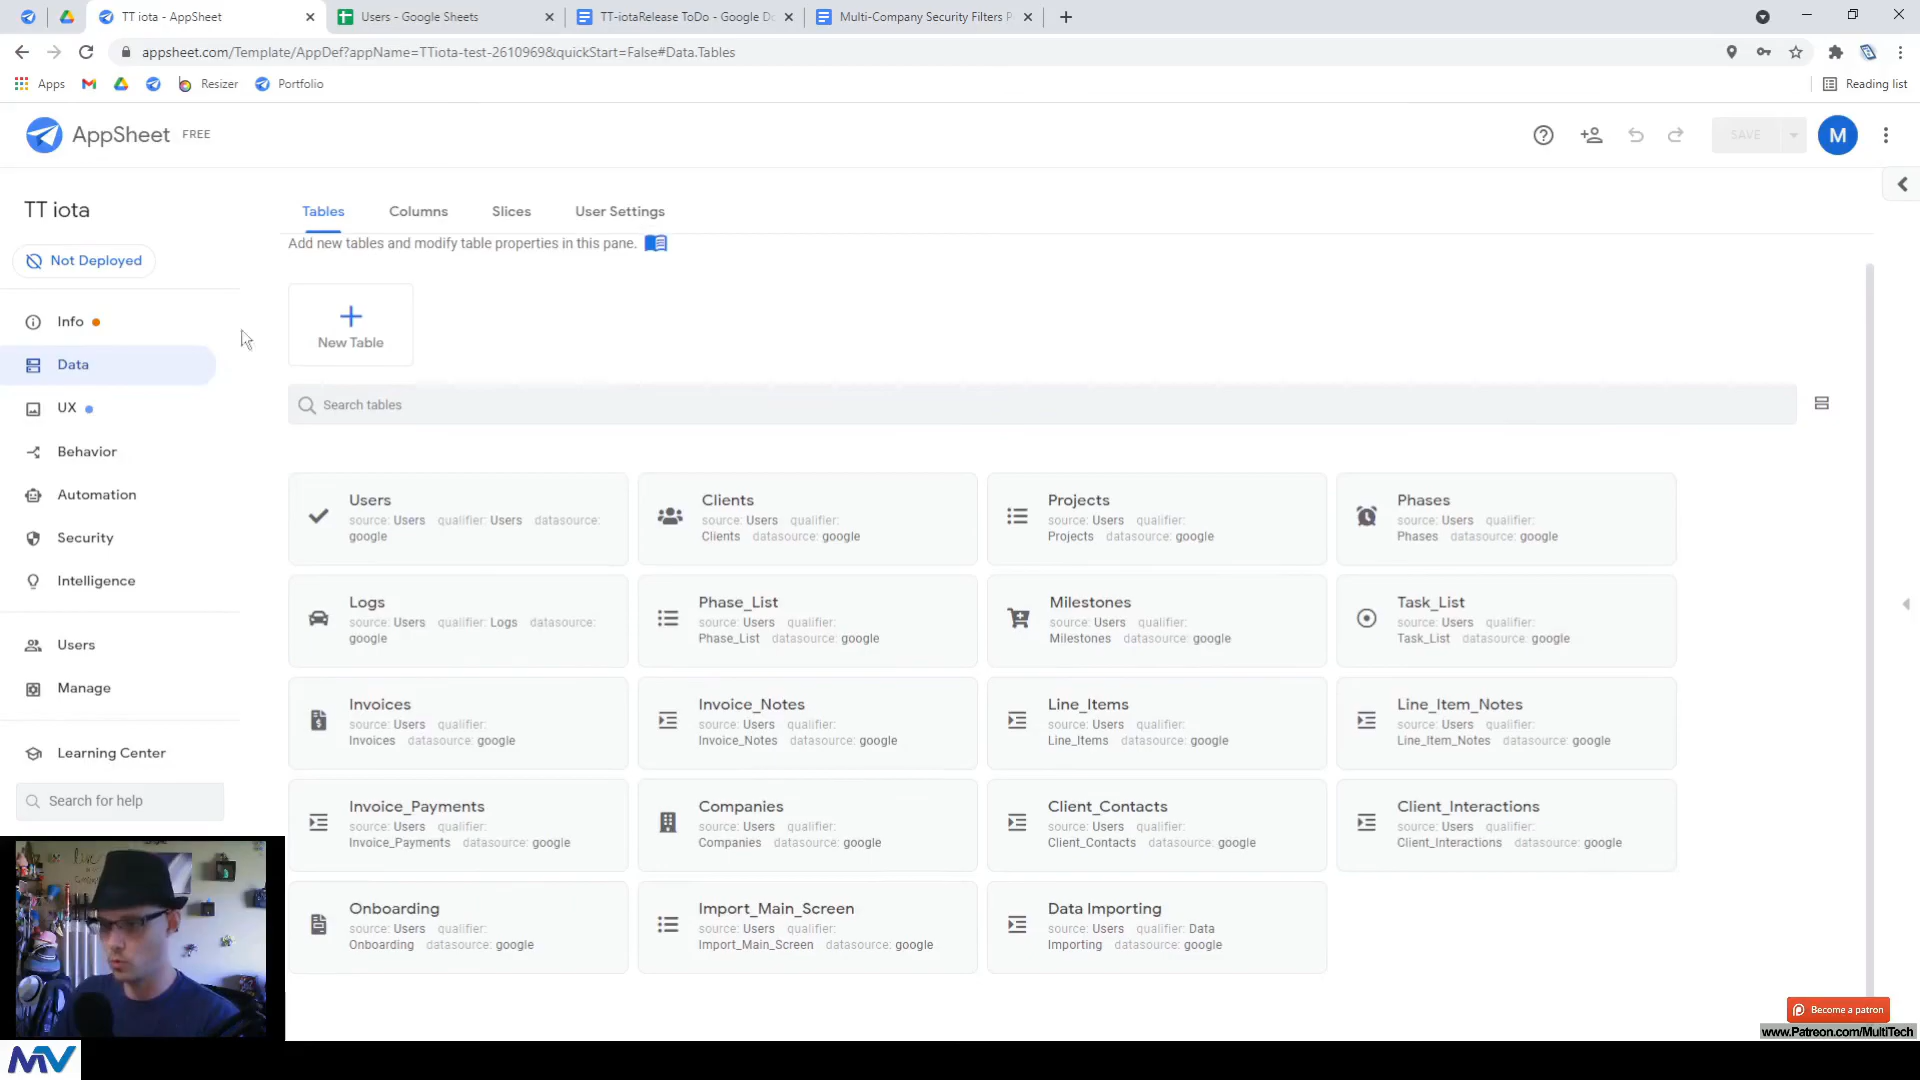 TT iota - AppSheet
Users - Google Sheets
TT-iotaRelease ToDo - Google Do
Multi-Company Security Filters P
appsheet.com/Template/AppDef?appName=TTiota-test-2610969&quickStart=False#Data.Tables
Apps
Resizer
Portfolio
Reading list
AppSheet FREE
SAVE
M
TT iota
Tables
Columns
Slices
User Settings
Add new tables and modify table properties in this pane.
Not Deployed
Info
Data
UX
Behavior
Automation
Security
Intelligence
Users
Manage
Learning Center
Search for help
New Table
Search tables
Users
source: Users qualifier: Users datasource:
google
Clients
source: Users qualifier:
Clients datasource: google
Projects
source: Users qualifier:
Projects datasource: google
Phases
source: Users qualifier:
Phases datasource: google
Logs
source: Users qualifier: Logs datasource:
google
Phase_List
source: Users qualifier:
Phase_List datasource: google
Milestones
source: Users qualifier:
Milestones datasource: google
Task_List
source: Users qualifier:
Task_List datasource: google
Invoices
source: Users qualifier:
Invoices datasource: google
Invoice_Notes
source: Users qualifier:
Invoice_Notes datasource: google
Line_Items
source: Users qualifier:
Line_Items datasource: google
Line_Item_Notes
source: Users qualifier:
Line_Item_Notes datasource: google
Invoice_Payments
source: Users qualifier:
Invoice_Payments datasource: google
Companies
source: Users qualifier:
Companies datasource: google
Client_Contacts
source: Users qualifier:
Client_Contacts datasource: google
Client_Interactions
source: Users qualifier:
Client_Interactions datasource: google
Onboarding
source: Users qualifier:
Onboarding datasource: google
Import_Main_Screen
source: Users qualifier:
Import_Main_Screen datasource: google
Data Importing
source: Users qualifier: Data
Importing datasource: google
Become a patron
www.Patreon.com/MultiTech
MV